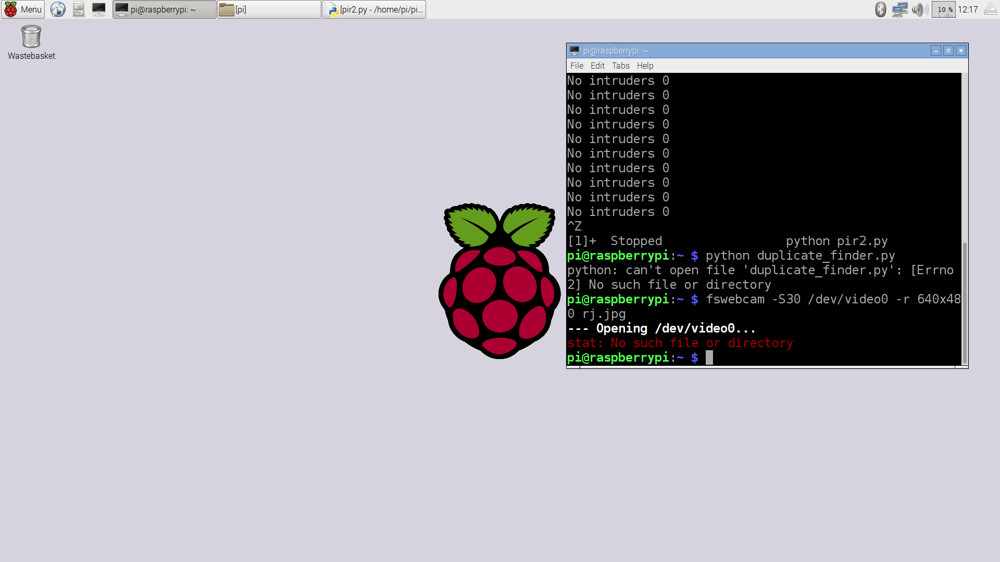 Menu
pi@raspberrypi: ~
[pi]
[pir2.py - /home/pi/pi...
10 %
12:17
Wastebasket
pi@raspberrypi: ~
File Edit Tabs Help
No intruders 0
No intruders 0
No intruders 0
No intruders 0
No intruders 0
No intruders 0
No intruders 0
No intruders 0
No intruders 0
No intruders 0
^Z
[1]+  Stopped                 python pir2.py
pi@raspberrypi:~ $ python duplicate_finder.py
python: can't open file 'duplicate_finder.py': [Errno
2] No such file or directory
pi@raspberrypi:~ $ fswebcam -S30 /dev/video0 -r 640x48
0 rj.jpg
--- Opening /dev/video0...
stat: No such file or directory
pi@raspberrypi:~ $